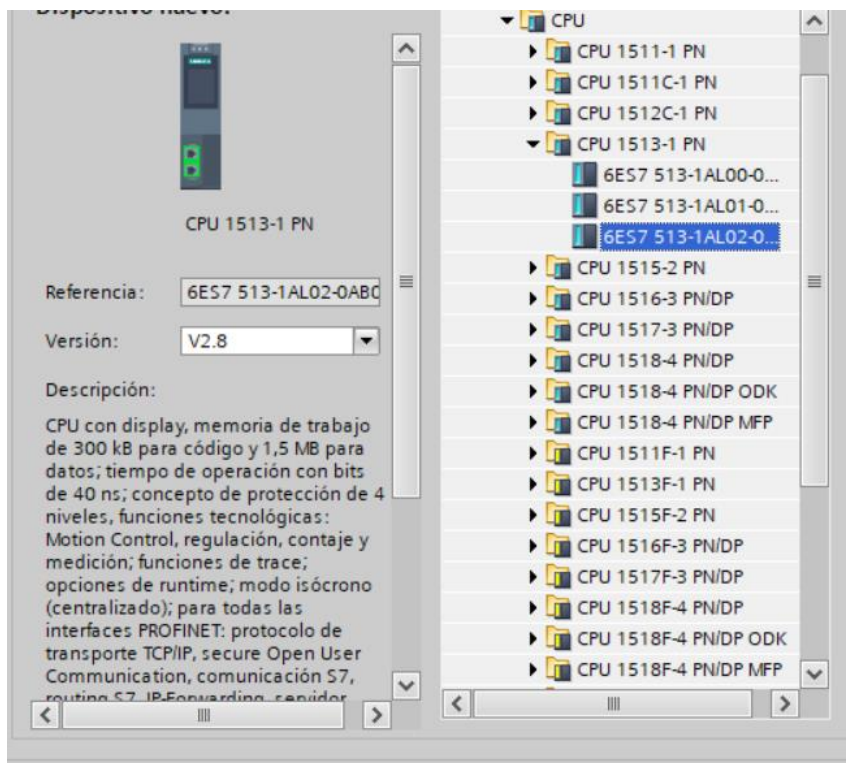 Dispositivo nuevo:
CPU 1513-1 PN
Referencia: 6ES7 513-1AL02-0AB0
Versión: V2.8
Descripción:
CPU con display, memoria de trabajo
de 300 kB para código y 1,5 MB para
datos; tiempo de operación con bits
de 40 ns; concepto de protección de 4
niveles, funciones tecnológicas:
Motion Control, regulación, contaje y
medición; funciones de trace;
opciones de runtime; modo isócrono
(centralizado); para todas las
interfaces PROFINET: protocolo de
transporte TCP/IP, secure Open User
Communication, comunicación S7,
routing S7, IP-Forwarding, servidor
CPU
CPU 1511-1 PN
CPU 1511C-1 PN
CPU 1512C-1 PN
CPU 1513-1 PN
6ES7 513-1AL00-0...
6ES7 513-1AL01-0...
6ES7 513-1AL02-0...
CPU 1515-2 PN
CPU 1516-3 PN/DP
CPU 1517-3 PN/DP
CPU 1518-4 PN/DP
CPU 1518-4 PN/DP ODK
CPU 1518-4 PN/DP MFP
CPU 1511F-1 PN
CPU 1513F-1 PN
CPU 1515F-2 PN
CPU 1516F-3 PN/DP
CPU 1517F-3 PN/DP
CPU 1518F-4 PN/DP
CPU 1518F-4 PN/DP ODK
CPU 1518F-4 PN/DP MFP